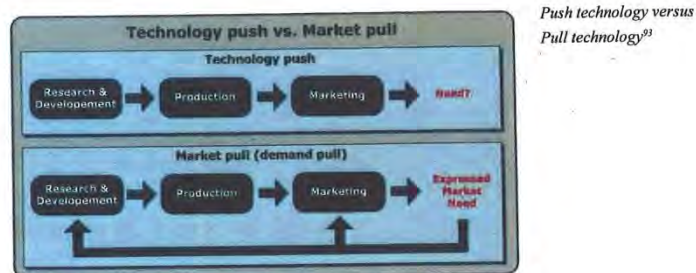 Technology push vs. Market pull
Technology push
Research &
Developement
Production
Marketing
Need?
Market pull (demand pull)
Research &
Developement
Production
Marketing
Expressed
Market
Need
Push technology versus
Pull technology93